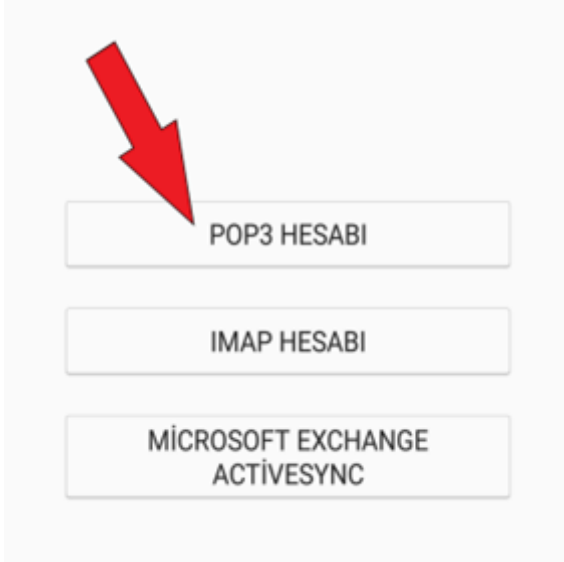 POP3 HESABI
IMAP HESABI
MİCROSOFT EXCHANGE
ACTİVESYNC